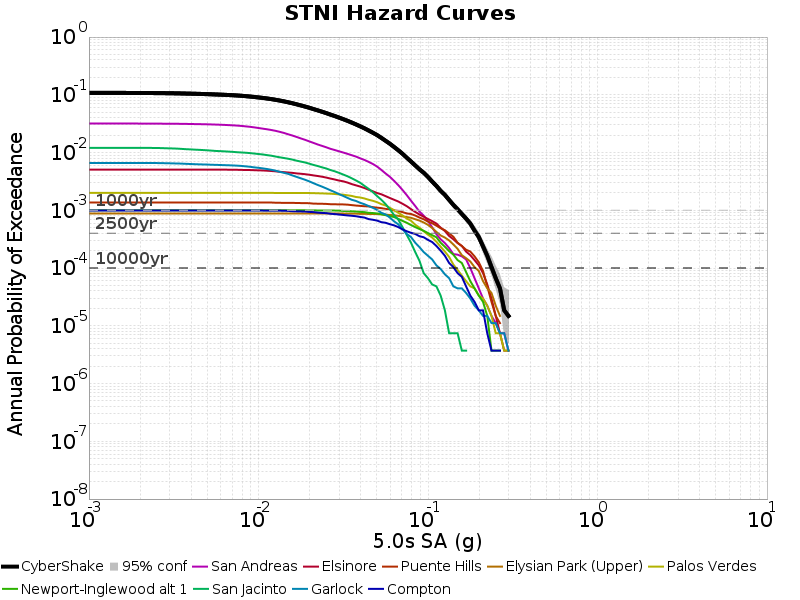 STNI Hazard Curves
Annual Probability of Exceedance
10^0
10^-1
10^-2
10^-3
10^-4
10^-5
10^-6
10^-7
10^-8
1000yr
2500yr
10000yr
10^-3 10^-2 10^-1 10^0 10^1
5.0s SA (g)
CyberShake 95% conf San Andreas Elsinore Puente Hills Elysian Park (Upper) Palos Verdes
Newport-Inglewood alt 1 San Jacinto Garlock Compton